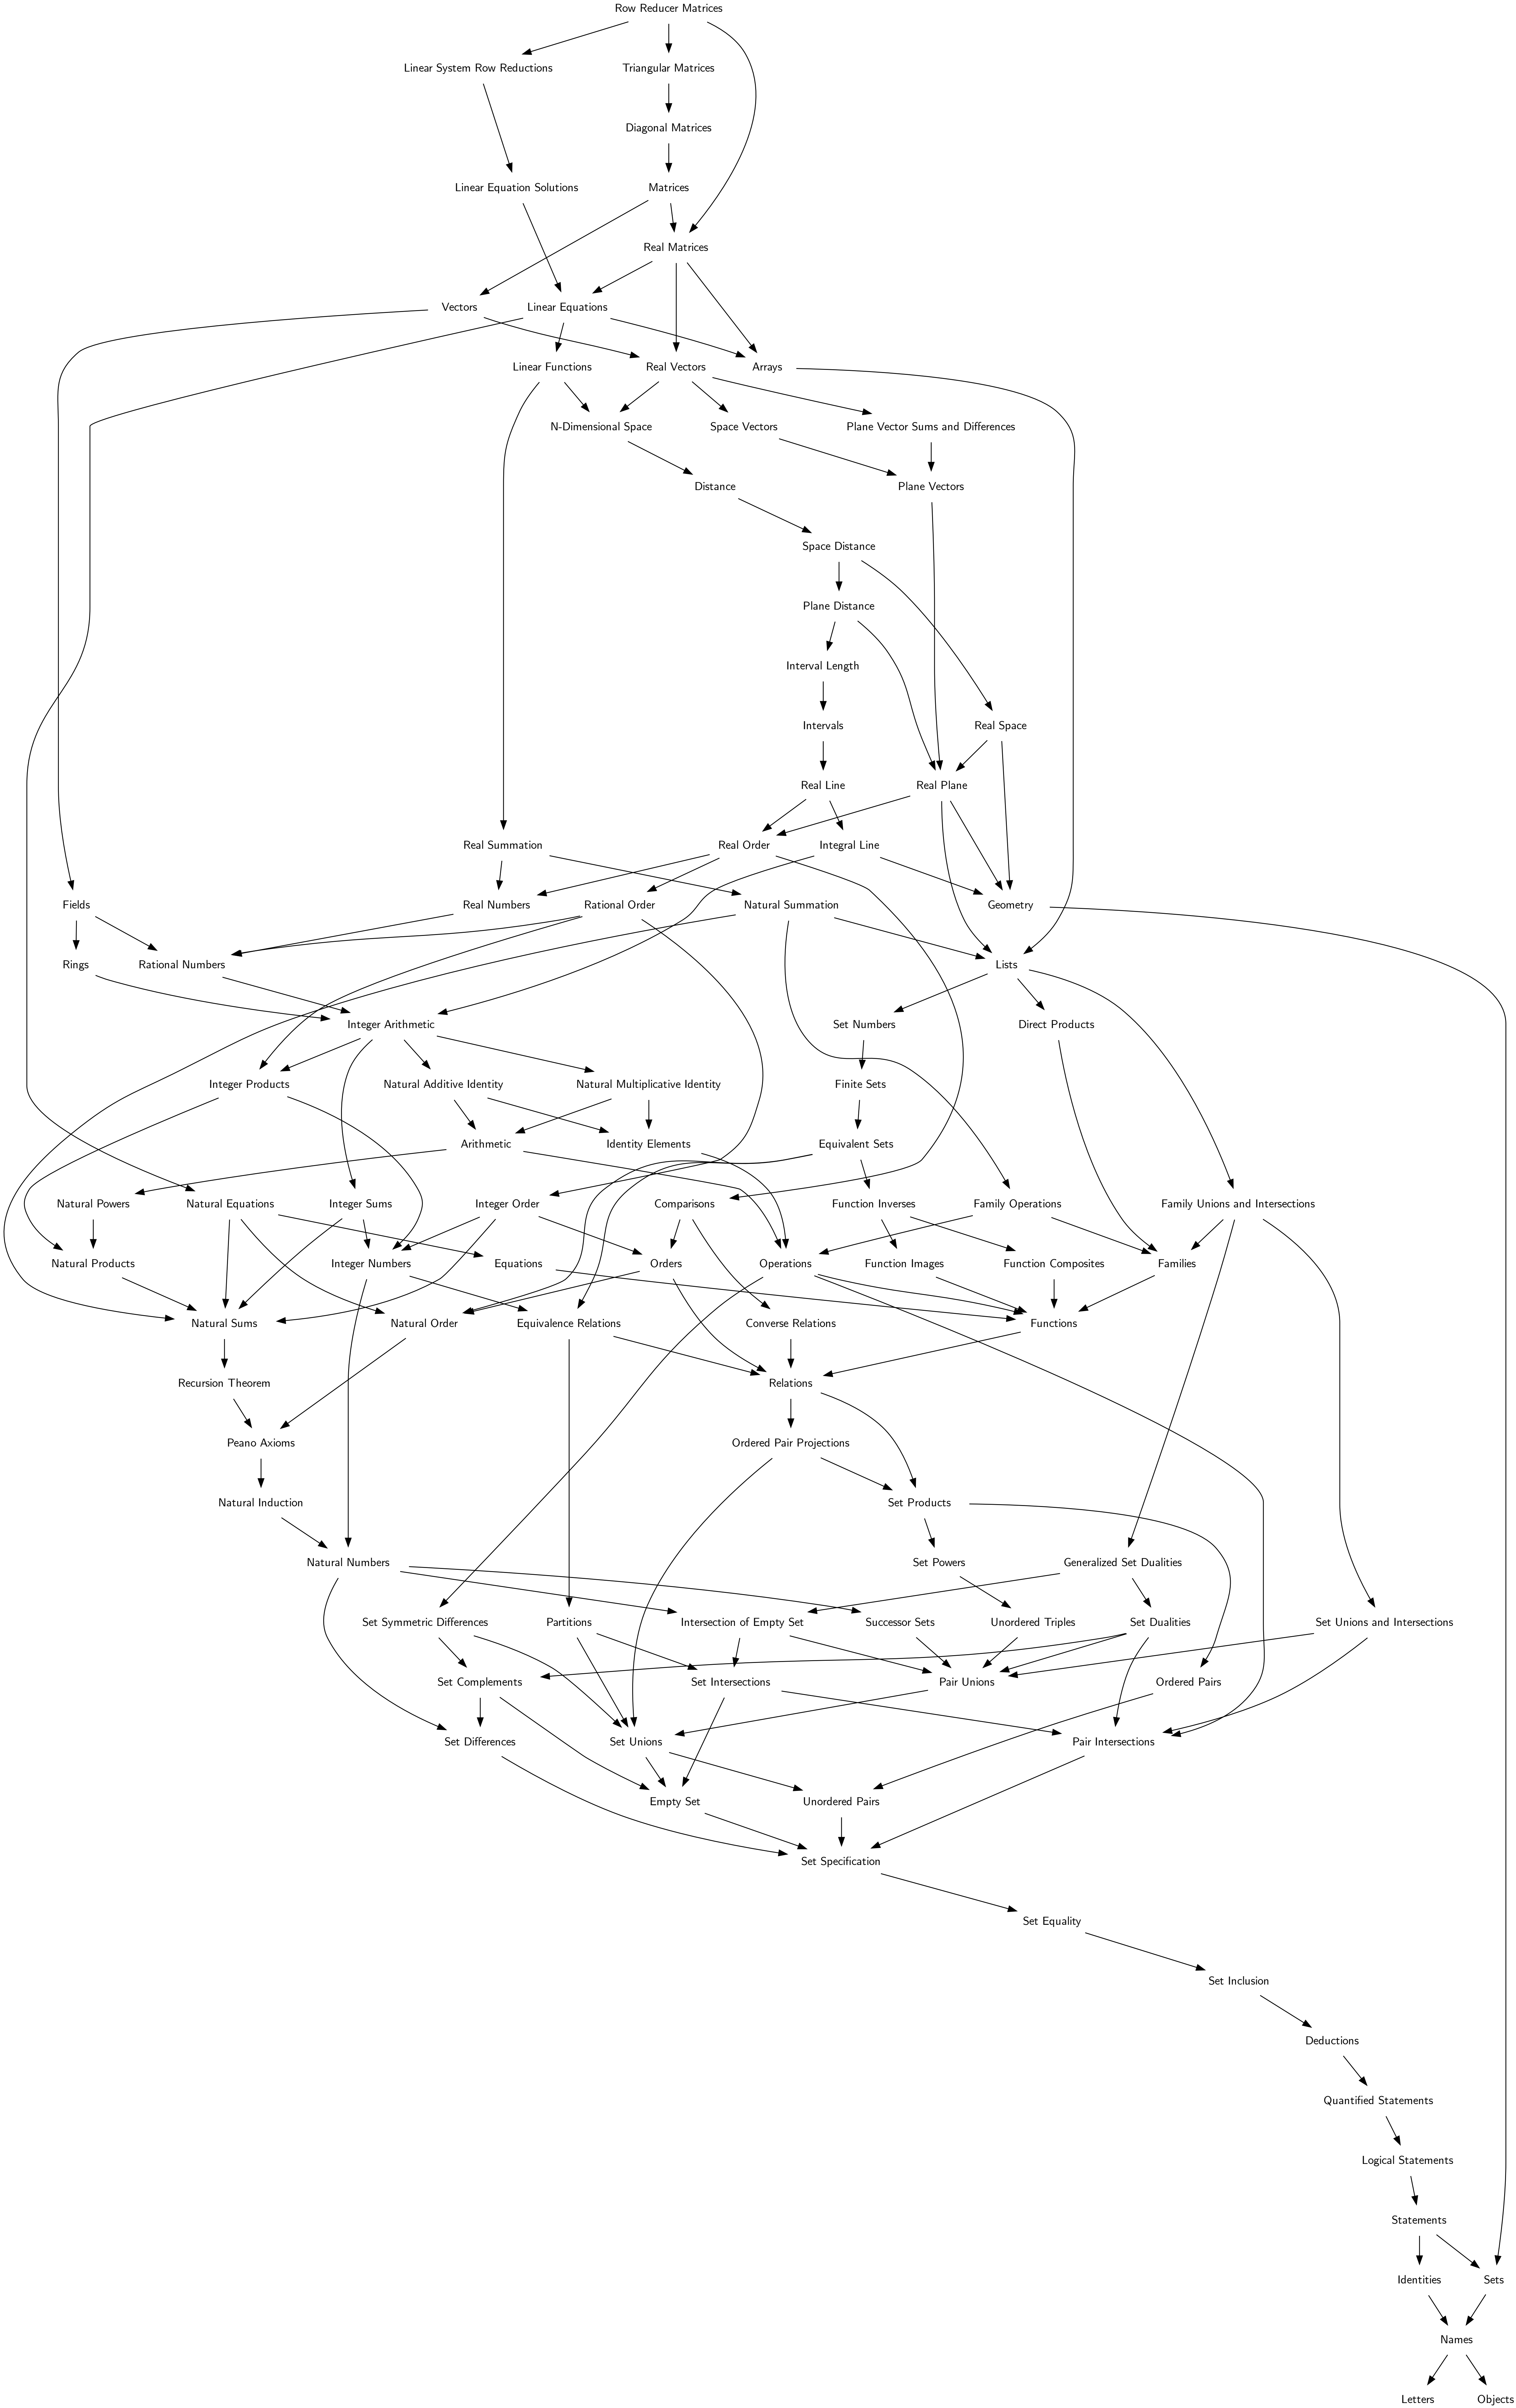 Row Reducer Matrices
Linear System Row Reductions
Triangular Matrices
Diagonal Matrices
Linear Equation Solutions
Matrices
Real Matrices
Vectors
Linear Equations
Linear Functions
Real Vectors
Arrays
N-Dimensional Space
Space Vectors
Plane Vector Sums and Differences
Distance
Plane Vectors
Space Distance
Plane Distance
Interval Length
Intervals
Real Space
Real Line
Real Plane
Real Summation
Real Order
Integral Line
Fields
Real Numbers
Rational Order
Natural Summation
Geometry
Rings
Rational Numbers
Lists
Integer Arithmetic
Set Numbers
Direct Products
Integer Products
Natural Additive Identity
Natural Multiplicative Identity
Finite Sets
Arithmetic
Identity Elements
Equivalent Sets
Natural Powers
Natural Equations
Integer Sums
Integer Order
Comparisons
Function Inverses
Family Operations
Family Unions and Intersections
Natural Products
Integer Numbers
Equations
Orders
Operations
Function Images
Function Composites
Families
Natural Sums
Natural Order
Equivalence Relations
Converse Relations
Functions
Recursion Theorem
Relations
Peano Axioms
Ordered Pair Projections
Natural Induction
Set Products
Natural Numbers
Set Powers
Generalized Set Dualities
Set Symmetric Differences
Partitions
Intersection of Empty Set
Successor Sets
Unordered Triples
Set Dualities
Set Unions and Intersections
Set Complements
Set Intersections
Pair Unions
Ordered Pairs
Set Differences
Set Unions
Pair Intersections
Empty Set
Unordered Pairs
Set Specification
Set Equality
Set Inclusion
Deductions
Quantified Statements
Logical Statements
Statements
Identities
Sets
Names
Letters
Objects